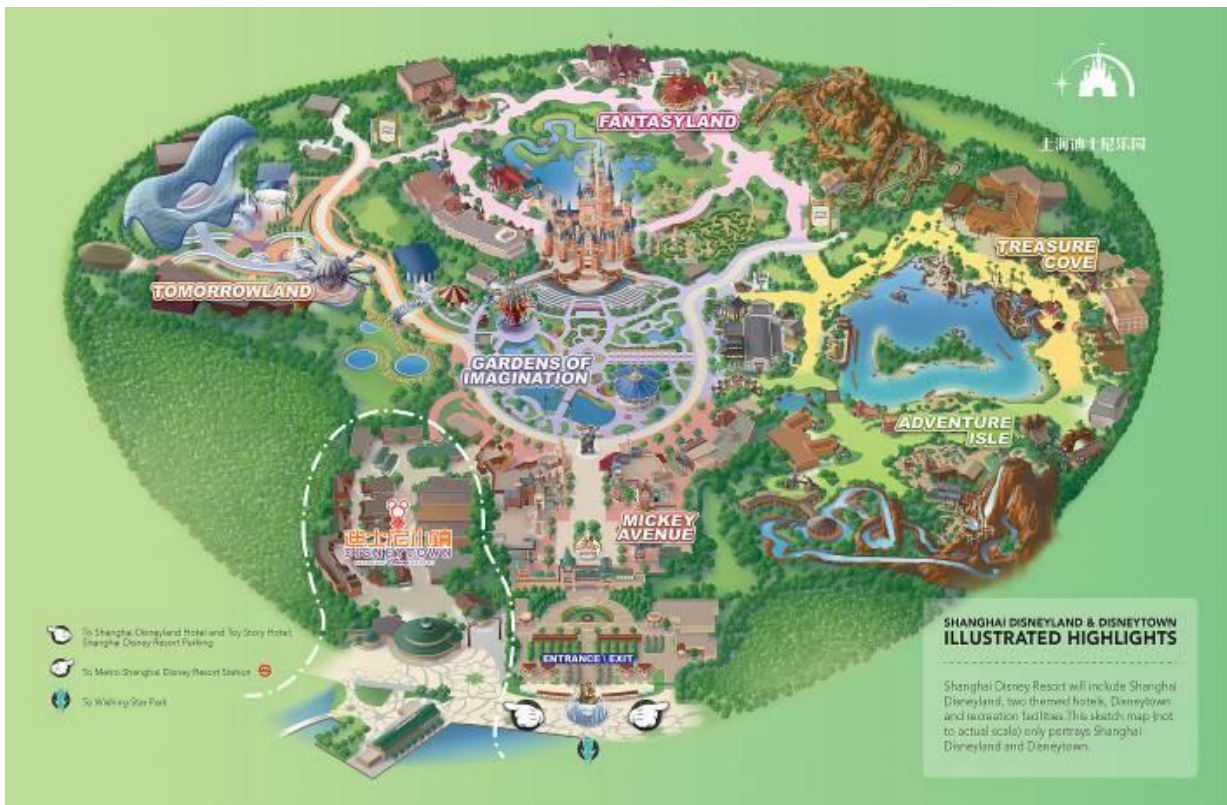 上海迪士尼乐园
FANTASYLAND
TREASURE
COVE
TOMORROWLAND
GARDENS OF
IMAGINATION
ADVENTURE
ISLE
MICKEY
AVENUE
迪士尼小镇
DISNEYTOWN
ENTRANCE \ EXIT
To Shanghai Disneyland Hotel and Toy Story Hotel,
Shanghai Disney Resort Parking
To Metro Shanghai Disney Resort Station
To Wishing Star Park
SHANGHAI DISNEYLAND & DISNEYTOWN
ILLUSTRATED HIGHLIGHTS
Shanghai Disney Resort will include Shanghai
Disneyland, two themed hotels, Disneytown
and recreation facilities. This sketch map (not
to actual scale) only portrays Shanghai
Disneyland and Disneytown.